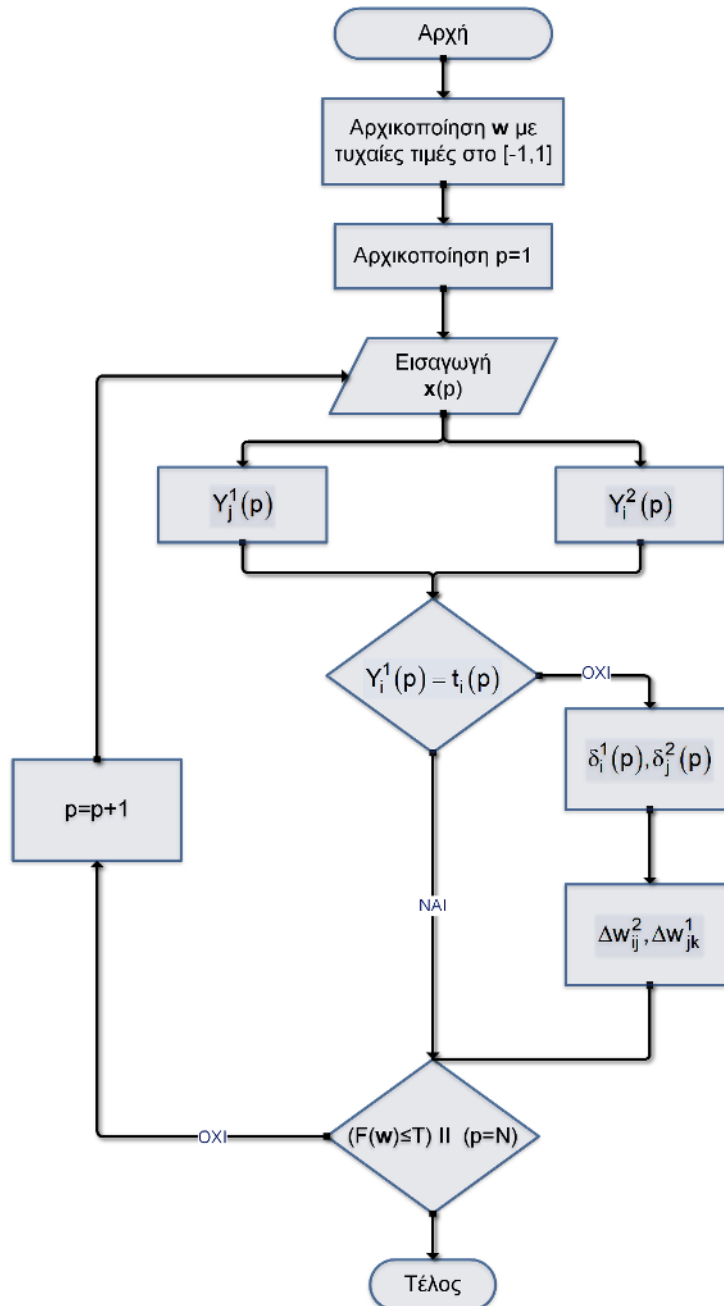 Αρχή
Αρχικοποίηση w με
τυχαίες τιμές στο [-1,1]
Αρχικοποίηση p=1
Εισαγωγή
x(p)
Y_j^1(p)
Y_i^2(p)
Y_i^1(p) = t_i(p)
ΟΧΙ
δ_i^1(p), δ_j^2(p)
p=p+1
ΝΑΙ
Δw_ij^2, Δw_jk^1
(F(w)≤T) II (p=N)
ΟΧΙ
Τέλος